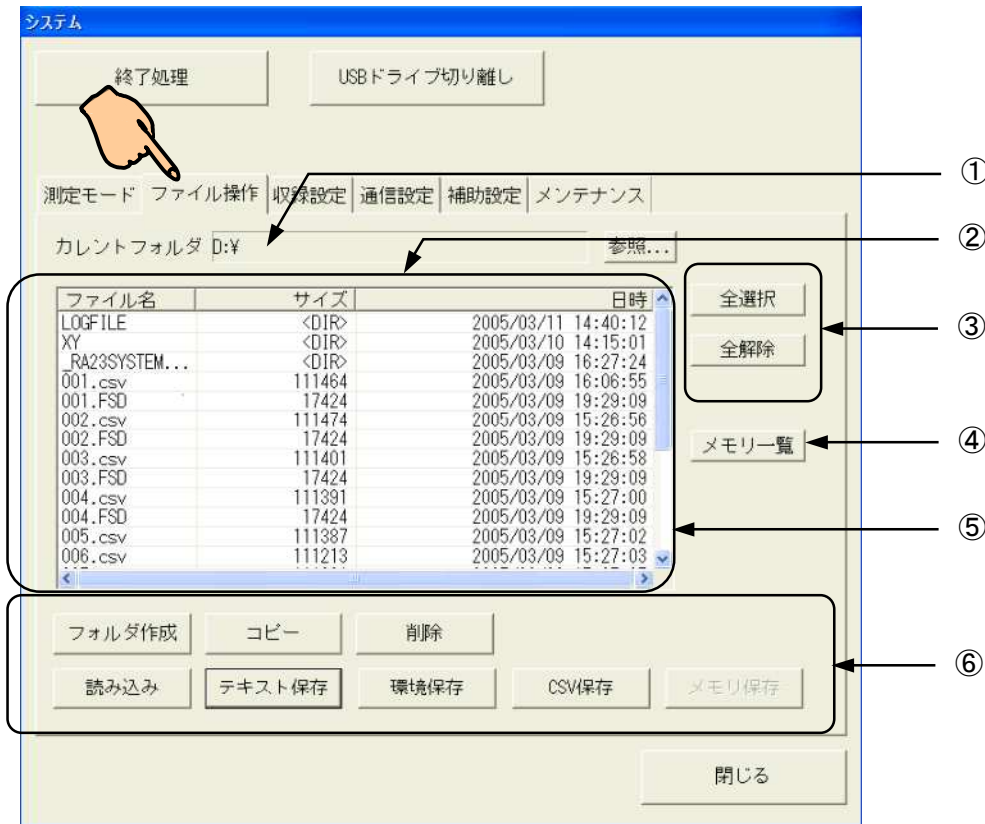 システム
終了処理 USBドライブ切り離し
①
測定モード ファイル操作 収録設定 通信設定 補助設定 メンテナンス
カレントフォルダ D:¥ 参照...
②
ファイル名 サイズ 日時
全選択
LOGFILE <DIR> 2005/03/11 14:40:12
XY <DIR> 2005/03/10 14:15:01
③
全解除
_RA23SYSTEM... <DIR> 2005/03/09 16:27:24
001.csv 111464 2005/03/09 16:06:55
001.FSD 17424 2005/03/09 19:29:09
002.csv 111474 2005/03/09 15:26:56
002.FSD 17424 2005/03/09 19:29:09
メモリ一覧
④
003.csv 111401 2005/03/09 15:26:58
003.FSD 17424 2005/03/09 19:29:09
004.csv 111391 2005/03/09 15:27:00
004.FSD 17424 2005/03/09 19:29:09
⑤
005.csv 111387 2005/03/09 15:27:02
006.csv 111213 2005/03/09 15:27:03
フォルダ作成 コピー 削除
⑥
読み込み テキスト保存 環境保存 CSV保存 メモリ保存
閉じる